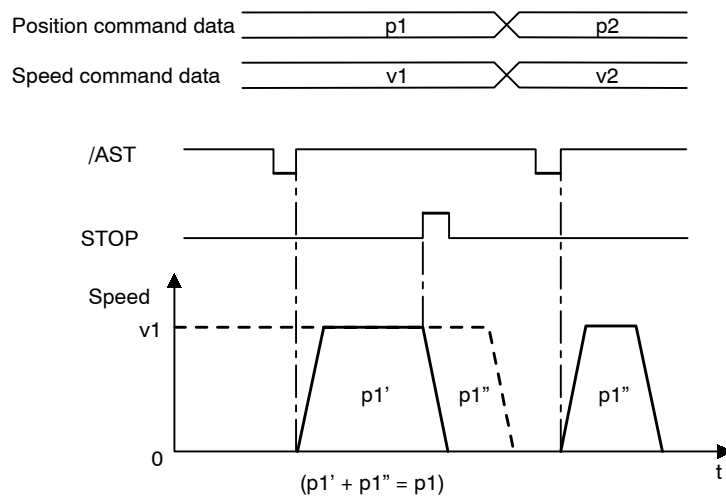 Position command data p1 p2
Speed command data v1 v2
/AST
STOP
Speed
v1
p1’ p1” p1”
0
t
(p1’ + p1” = p1)